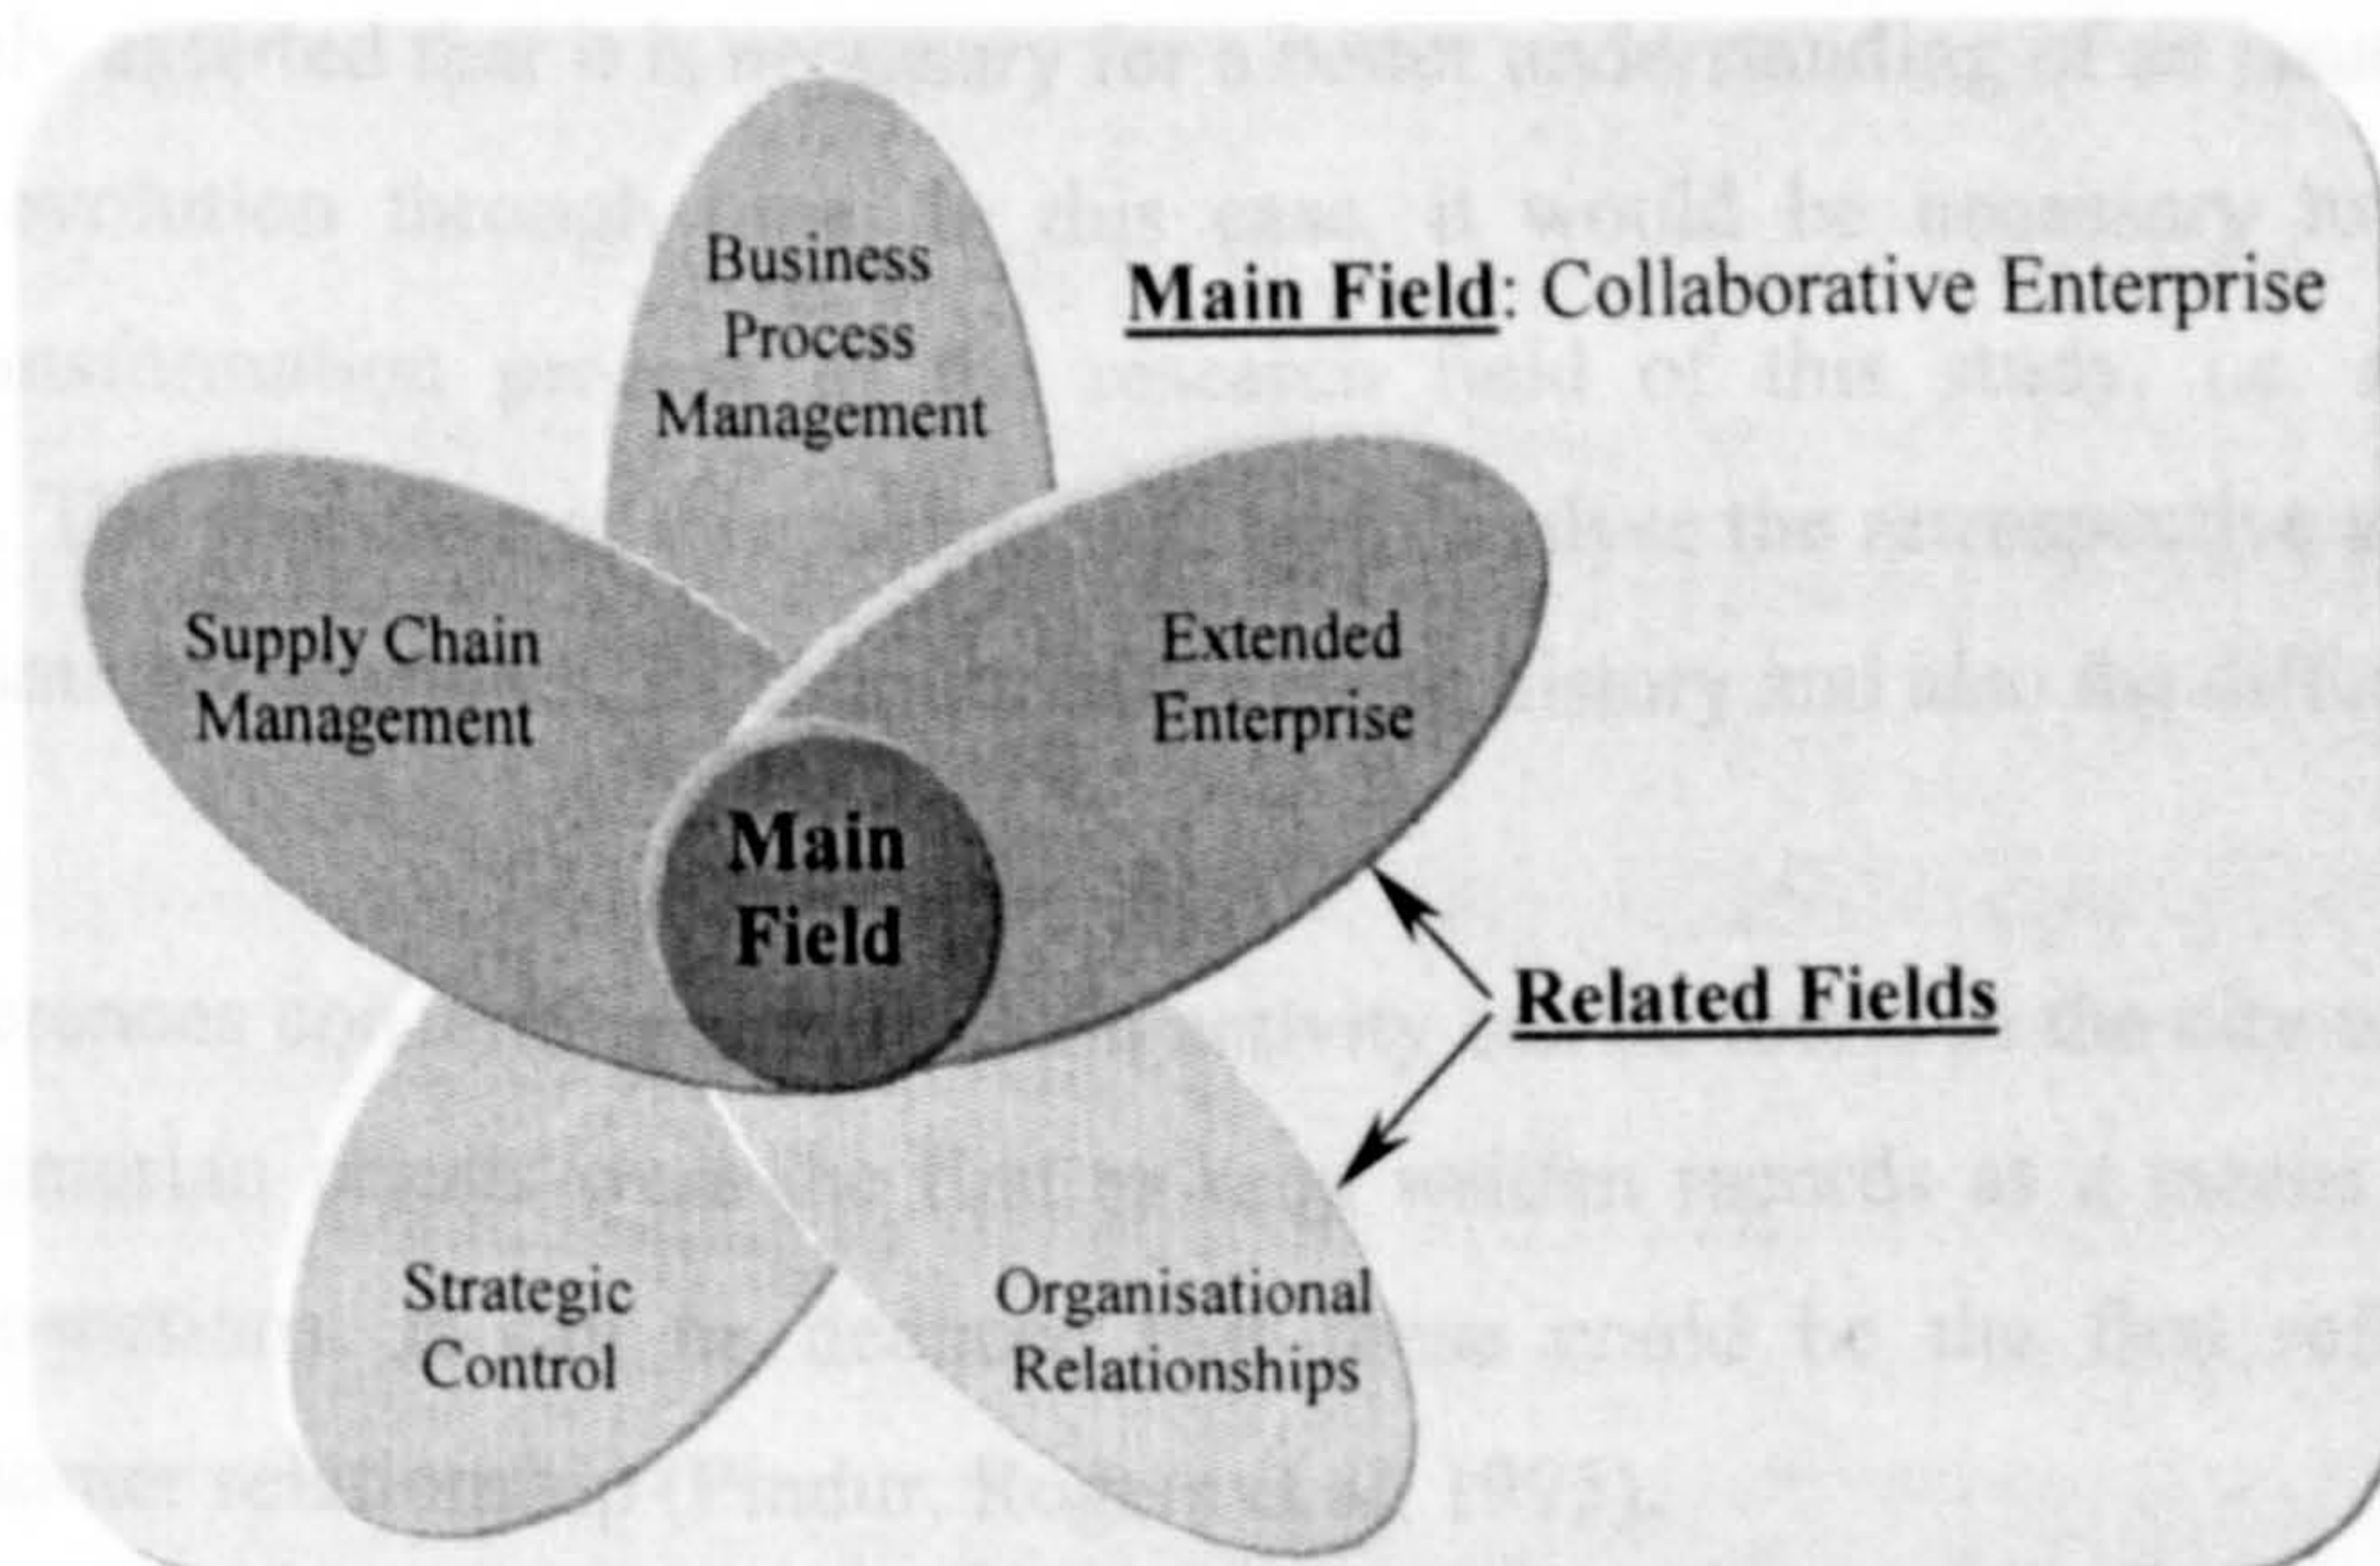 Business
Process
Management
Main Field: Collaborative Enterprise
Supply Chain
Management
Extended
Enterprise
Main
Field
Related Fields
Strategic
Control
Organisational
Relationships